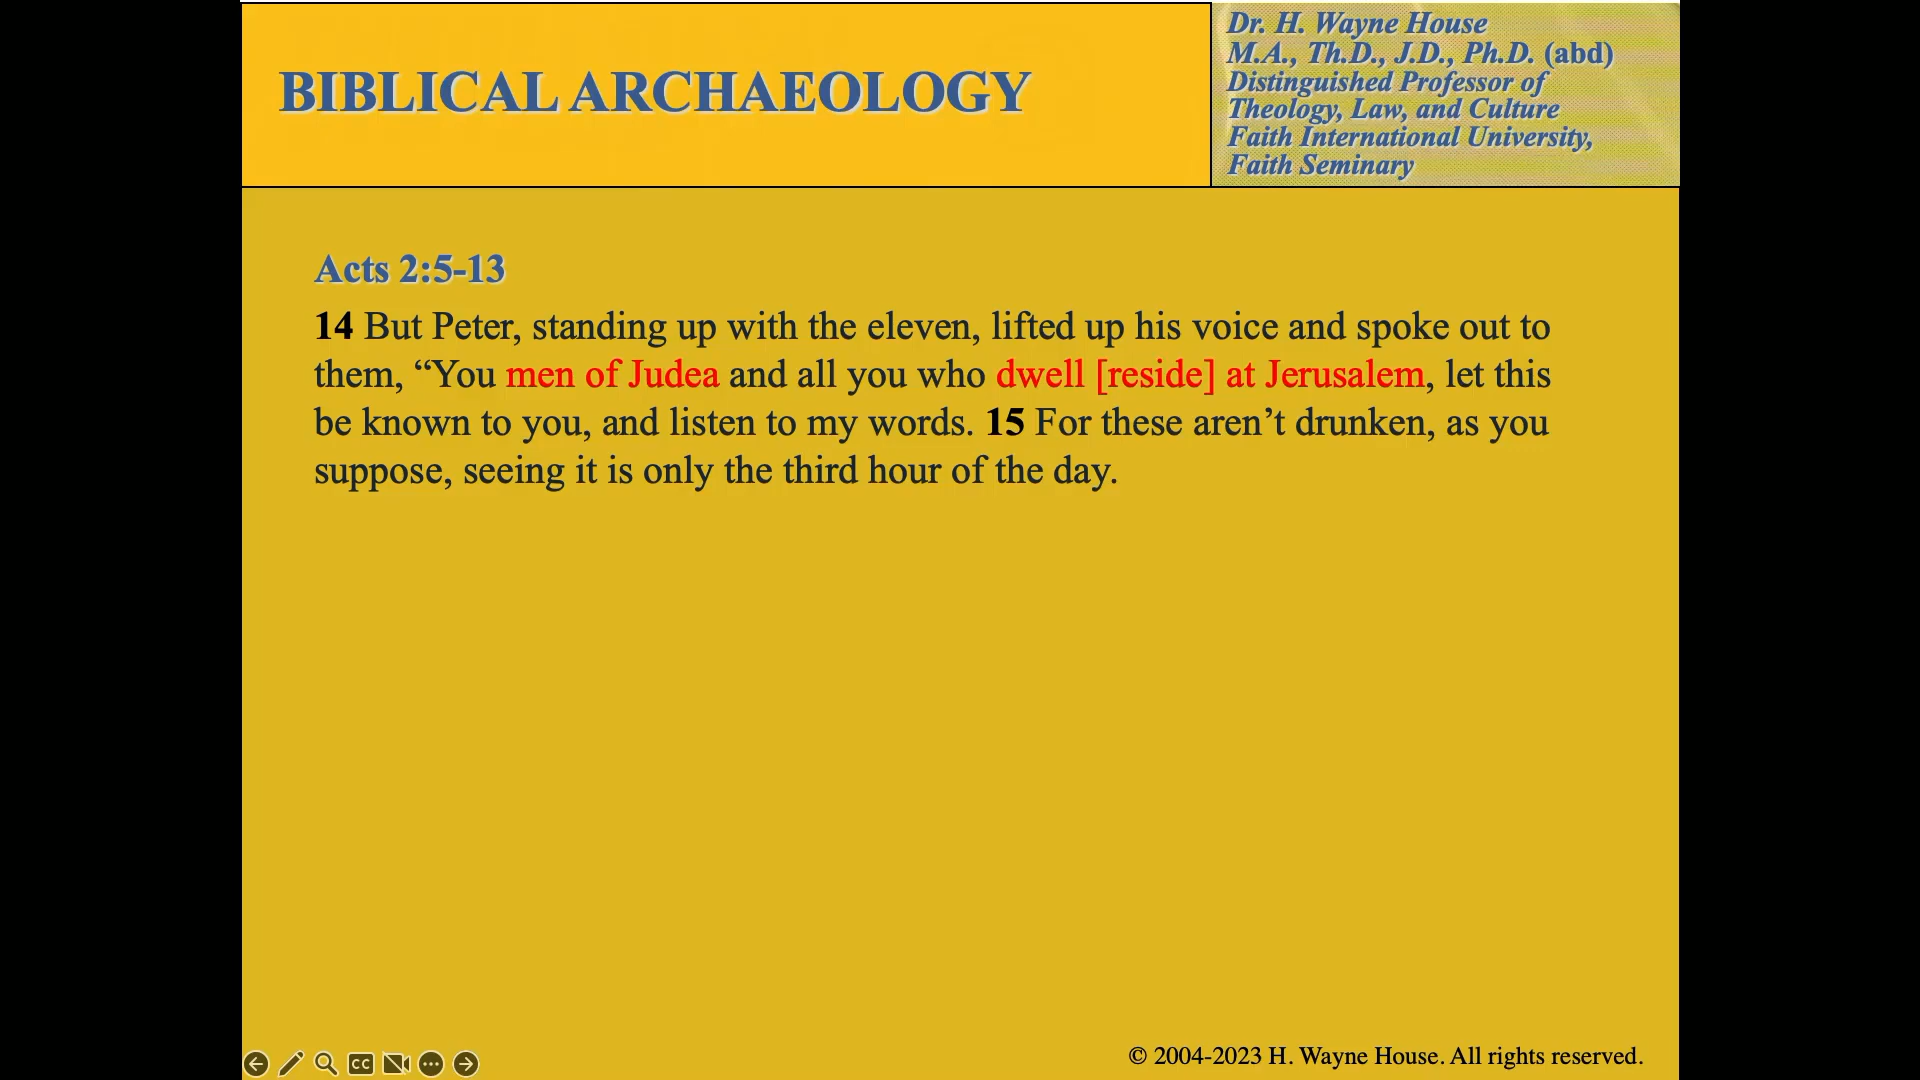 BIBLICAL ARCHAEOLOGY
Dr. H. Wayne House
M.A., Th.D., J.D., Ph.D. (abd)
Distinguished Professor of
Theology, Law, and Culture
Faith International University,
Faith Seminary
Acts 2:5-13
14 But Peter, standing up with the eleven, lifted up his voice and spoke out to
them, “You men of Judea and all you who dwell [reside] at Jerusalem, let this
be known to you, and listen to my words. 15 For these aren’t drunken, as you
suppose, seeing it is only the third hour of the day.
CC
© 2004-2023 H. Wayne House. All rights reserved.